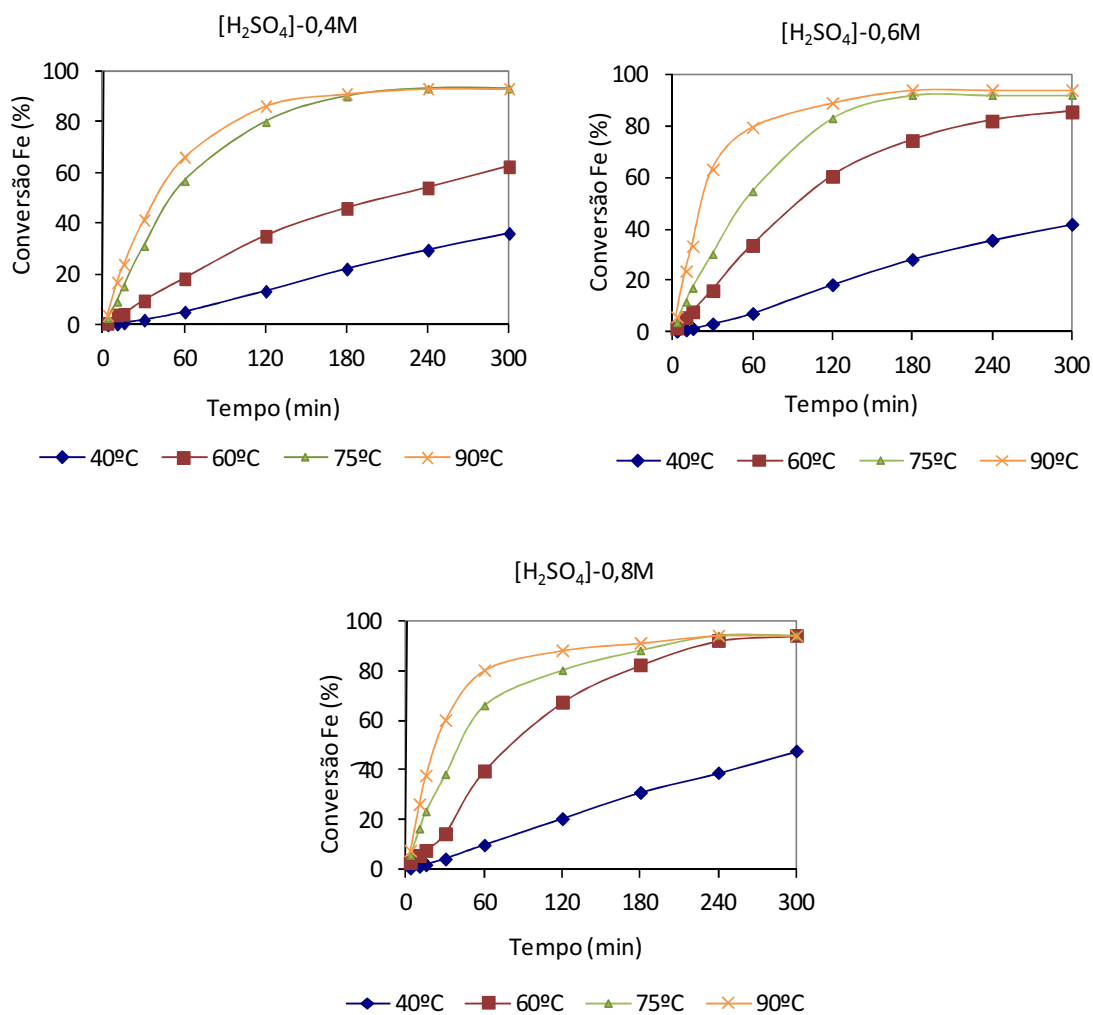 [H₂SO₄]-0,4M
Conversão Fe (%)
100
80
60
40
20
0
0 60 120 180 240 300
Tempo (min)
40ºC 60ºC 75ºC 90ºC
[H₂SO₄]-0,6M
Conversão Fe (%)
100
80
60
40
20
0
0 60 120 180 240 300
Tempo (min)
40ºC 60ºC 75ºC 90ºC
[H₂SO₄]-0,8M
Conversão Fe (%)
100
80
60
40
20
0
0 60 120 180 240 300
Tempo (min)
40ºC 60ºC 75ºC 90ºC